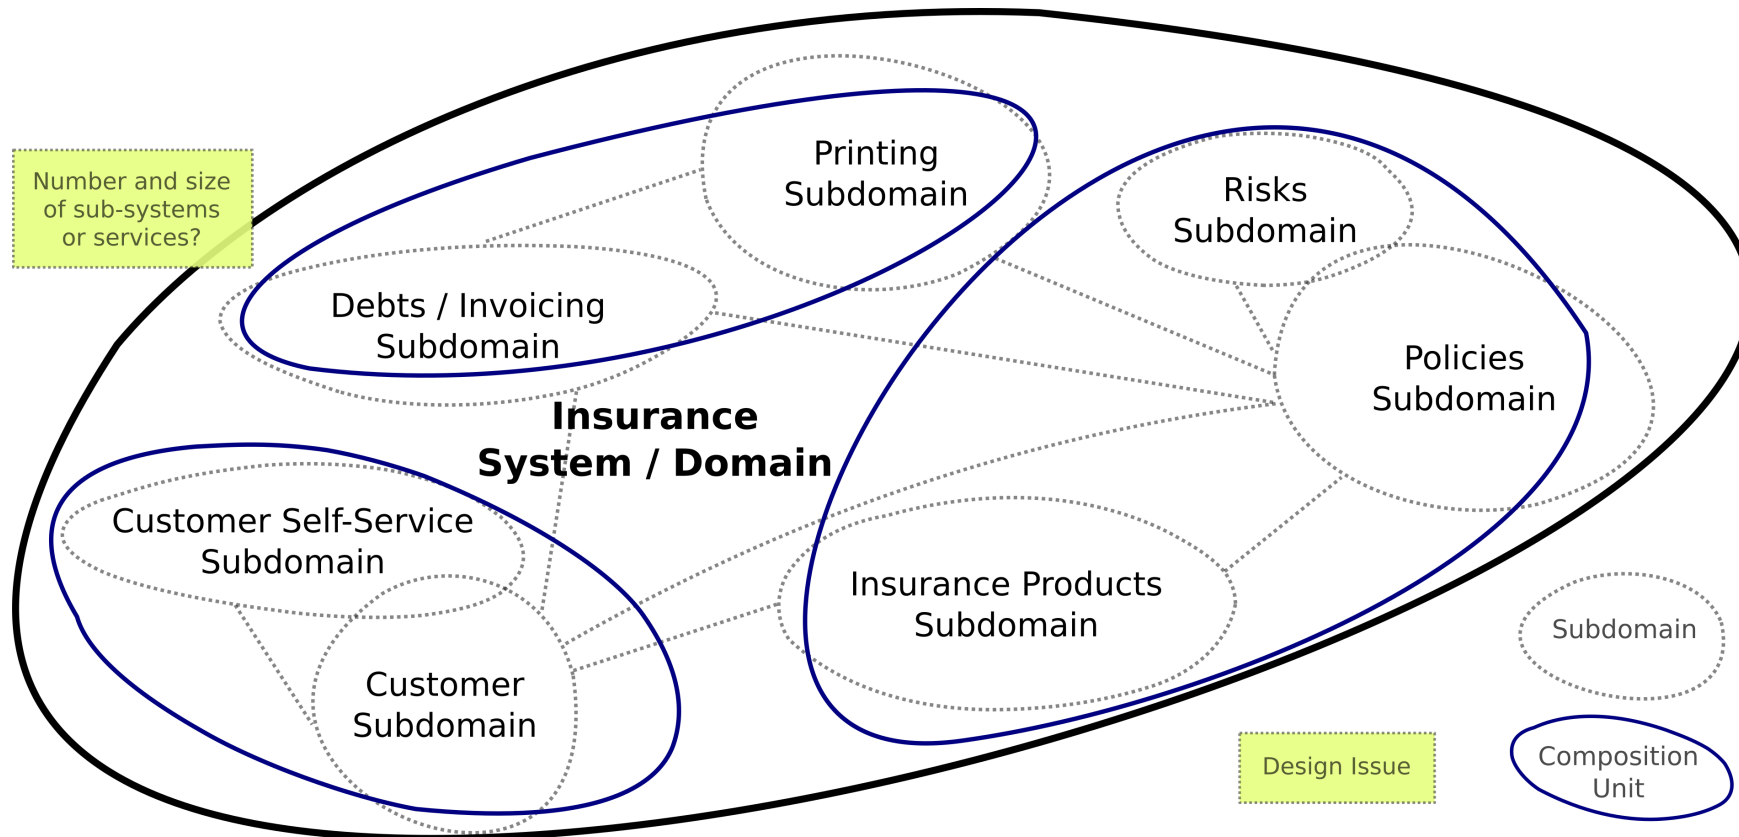 Number and size
of sub-systems
or services?
Printing
Subdomain
Risks
Subdomain
Debts / Invoicing
Subdomain
Policies
Subdomain
Insurance
System / Domain
Customer Self-Service
Subdomain
Insurance Products
Subdomain
Customer
Subdomain
Subdomain
Design Issue
Composition
Unit